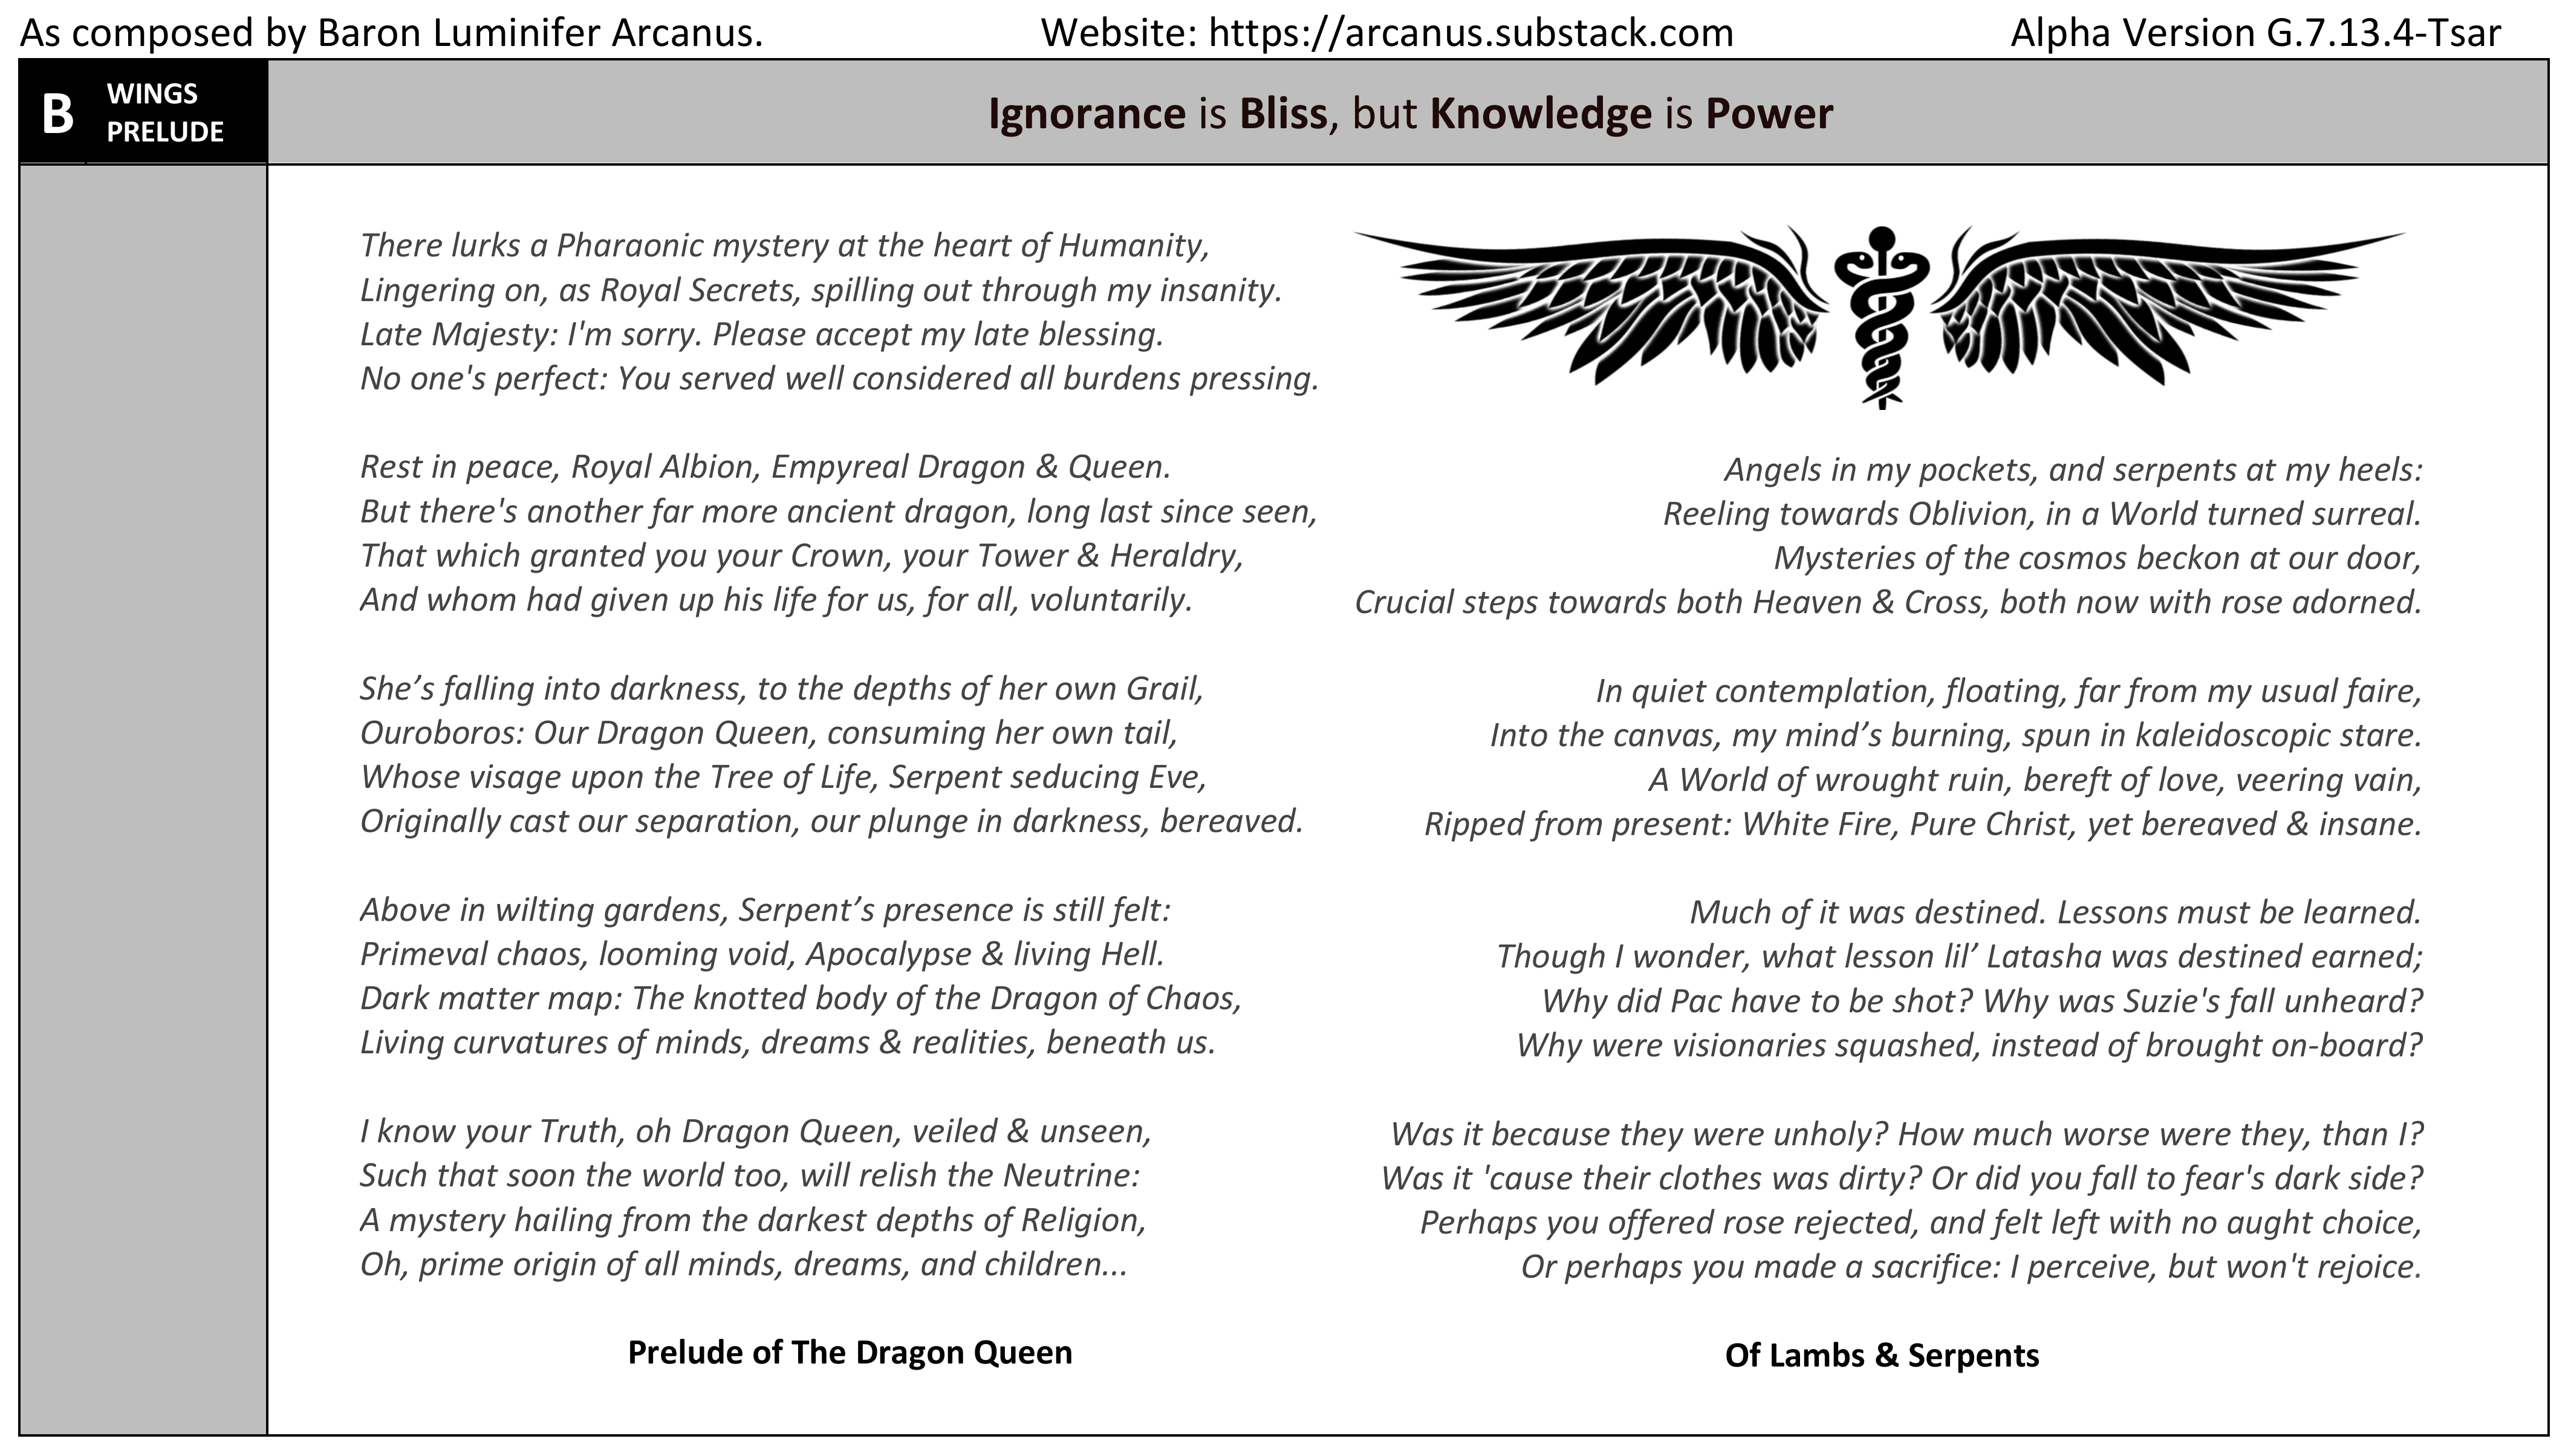 As composed by Baron Luminifer Arcanus.
Website: https://arcanus.substack.com
Alpha Version G.7.13.4-Tsar
B
WINGS
PRELUDE
Ignorance is Bliss, but Knowledge is Power
There lurks a Pharaonic mystery at the heart of Humanity,
Lingering on, as Royal Secrets, spilling out through my insanity.
Late Majesty: I'm sorry. Please accept my late blessing.
No one's perfect: You served well considered all burdens pressing.
Rest in peace, Royal Albion, Empyreal Dragon & Queen.
But there's another far more ancient dragon, long last since seen,
That which granted you your Crown, your Tower & Heraldry,
And whom had given up his life for us, for all, voluntarily.
She’s falling into darkness, to the depths of her own Grail,
Ouroboros: Our Dragon Queen, consuming her own tail,
Whose visage upon the Tree of Life, Serpent seducing Eve,
Originally cast our separation, our plunge in darkness, bereaved.
Above in wilting gardens, Serpent’s presence is still felt:
Primeval chaos, looming void, Apocalypse & living Hell.
Dark matter map: The knotted body of the Dragon of Chaos,
Living curvatures of minds, dreams & realities, beneath us.
I know your Truth, oh Dragon Queen, veiled & unseen,
Such that soon the world too, will relish the Neutrine:
A mystery hailing from the darkest depths of Religion,
Oh, prime origin of all minds, dreams, and children...
Prelude of The Dragon Queen
Angels in my pockets, and serpents at my heels:
Reeling towards Oblivion, in a World turned surreal.
Mysteries of the cosmos beckon at our door,
Crucial steps towards both Heaven & Cross, both now with rose adorned.
In quiet contemplation, floating, far from my usual faire,
Into the canvas, my mind’s burning, spun in kaleidoscopic stare.
A World of wrought ruin, bereft of love, veering vain,
Ripped from present: White Fire, Pure Christ, yet bereaved & insane.
Much of it was destined. Lessons must be learned.
Though I wonder, what lesson lil’ Latasha was destined earned;
Why did Pac have to be shot? Why was Suzie's fall unheard?
Why were visionaries squashed, instead of brought on-board?
Was it because they were unholy? How much worse were they, than I?
Was it 'cause their clothes was dirty? Or did you fall to fear's dark side?
Perhaps you offered rose rejected, and felt left with no aught choice,
Or perhaps you made a sacrifice: I perceive, but won't rejoice.
Of Lambs & Serpents